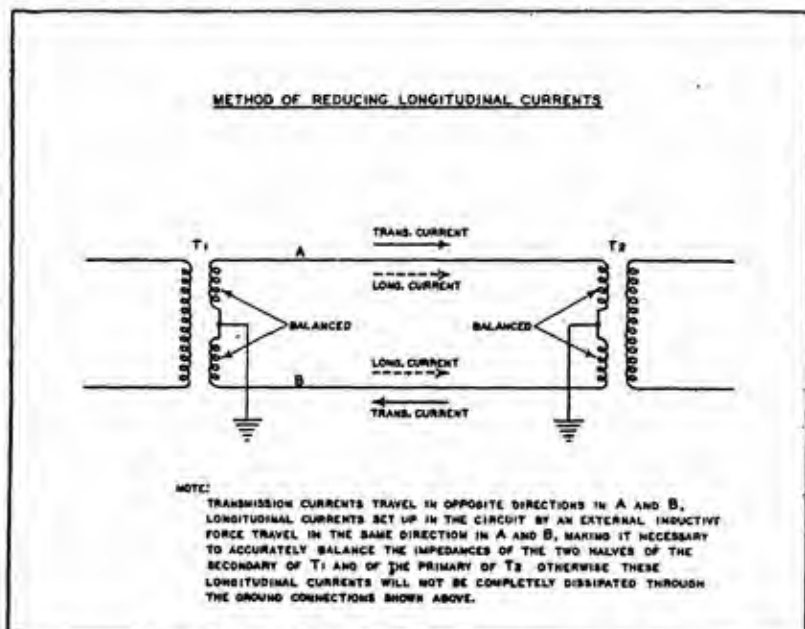 METHOD OF REDUCING LONGITUDINAL CURRENTS
TRANS. CURRENT
T1 A T2
LONG. CURRENT
BALANCED BALANCED
LONG. CURRENT
B
TRANS. CURRENT
NOTE:
TRANSMISSION CURRENTS TRAVEL IN OPPOSITE DIRECTIONS IN A AND B,
LONGITUDINAL CURRENTS SET UP IN THE CIRCUIT BY AN EXTERNAL INDUCTIVE
FORCE TRAVEL IN THE SAME DIRECTION IN A AND B, MAKING IT NECESSARY
TO ACCURATELY BALANCE THE IMPEDANCES OF THE TWO HALVES OF THE
SECONDARY OF T1 AND OF THE PRIMARY OF T2 OTHERWISE THESE
LONGITUDINAL CURRENTS WILL NOT BE COMPLETELY DISSIPATED THROUGH
THE GROUND CONNECTIONS SHOWN ABOVE.